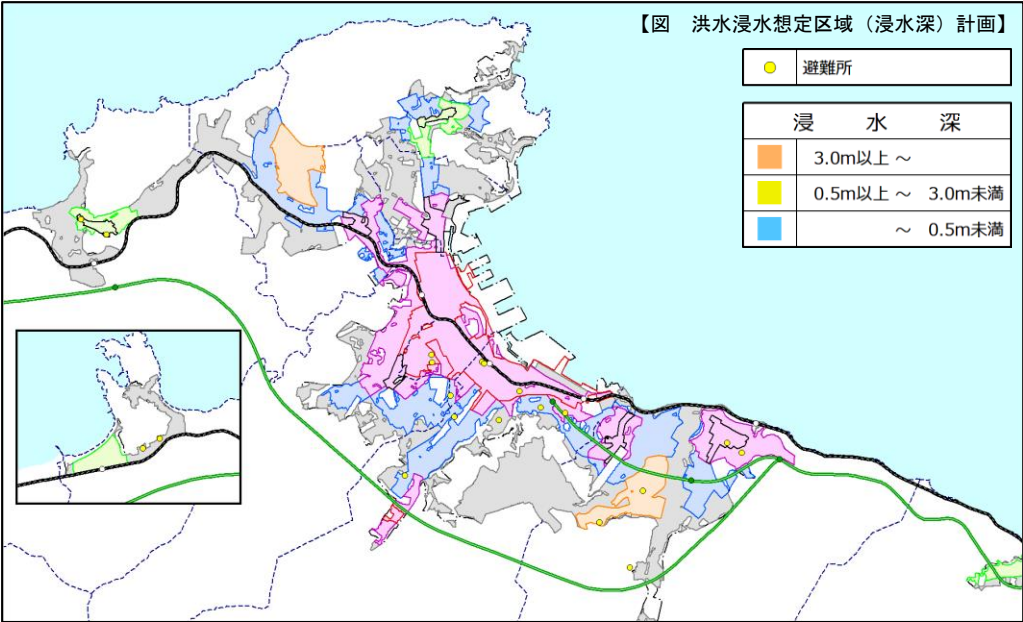 【図　洪水浸水想定区域（浸水深）計画】
避難所
浸　水　深
3.0m以上 ～
0.5m以上 ～ 3.0m未満
～ 0.5m未満